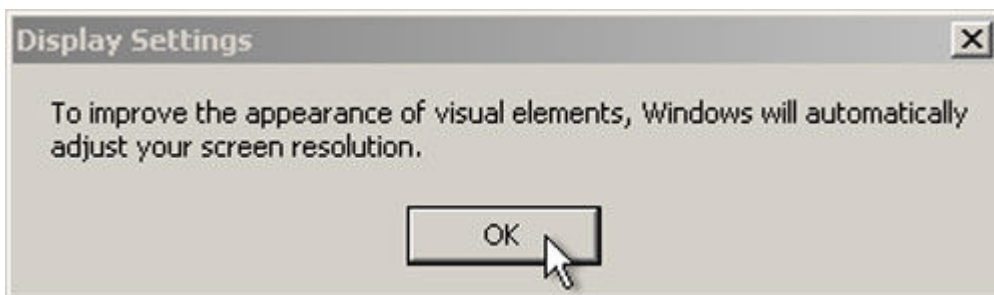 Display Settings
To improve the appearance of visual elements, Windows will automatically
adjust your screen resolution.
OK